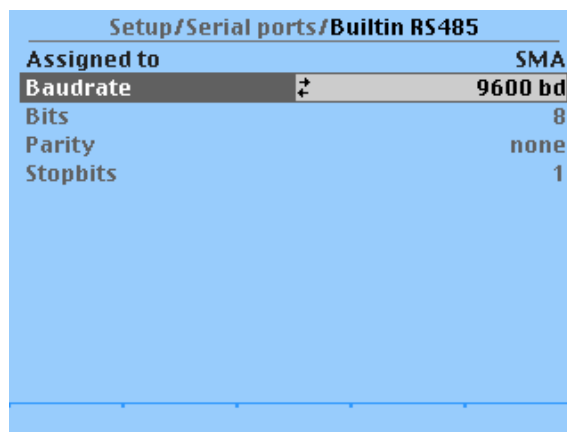 Setup/Serial ports/Builtin RS485
Assigned to SMA
Baudrate 9600 bd
Bits 8
Parity none
Stopbits 1